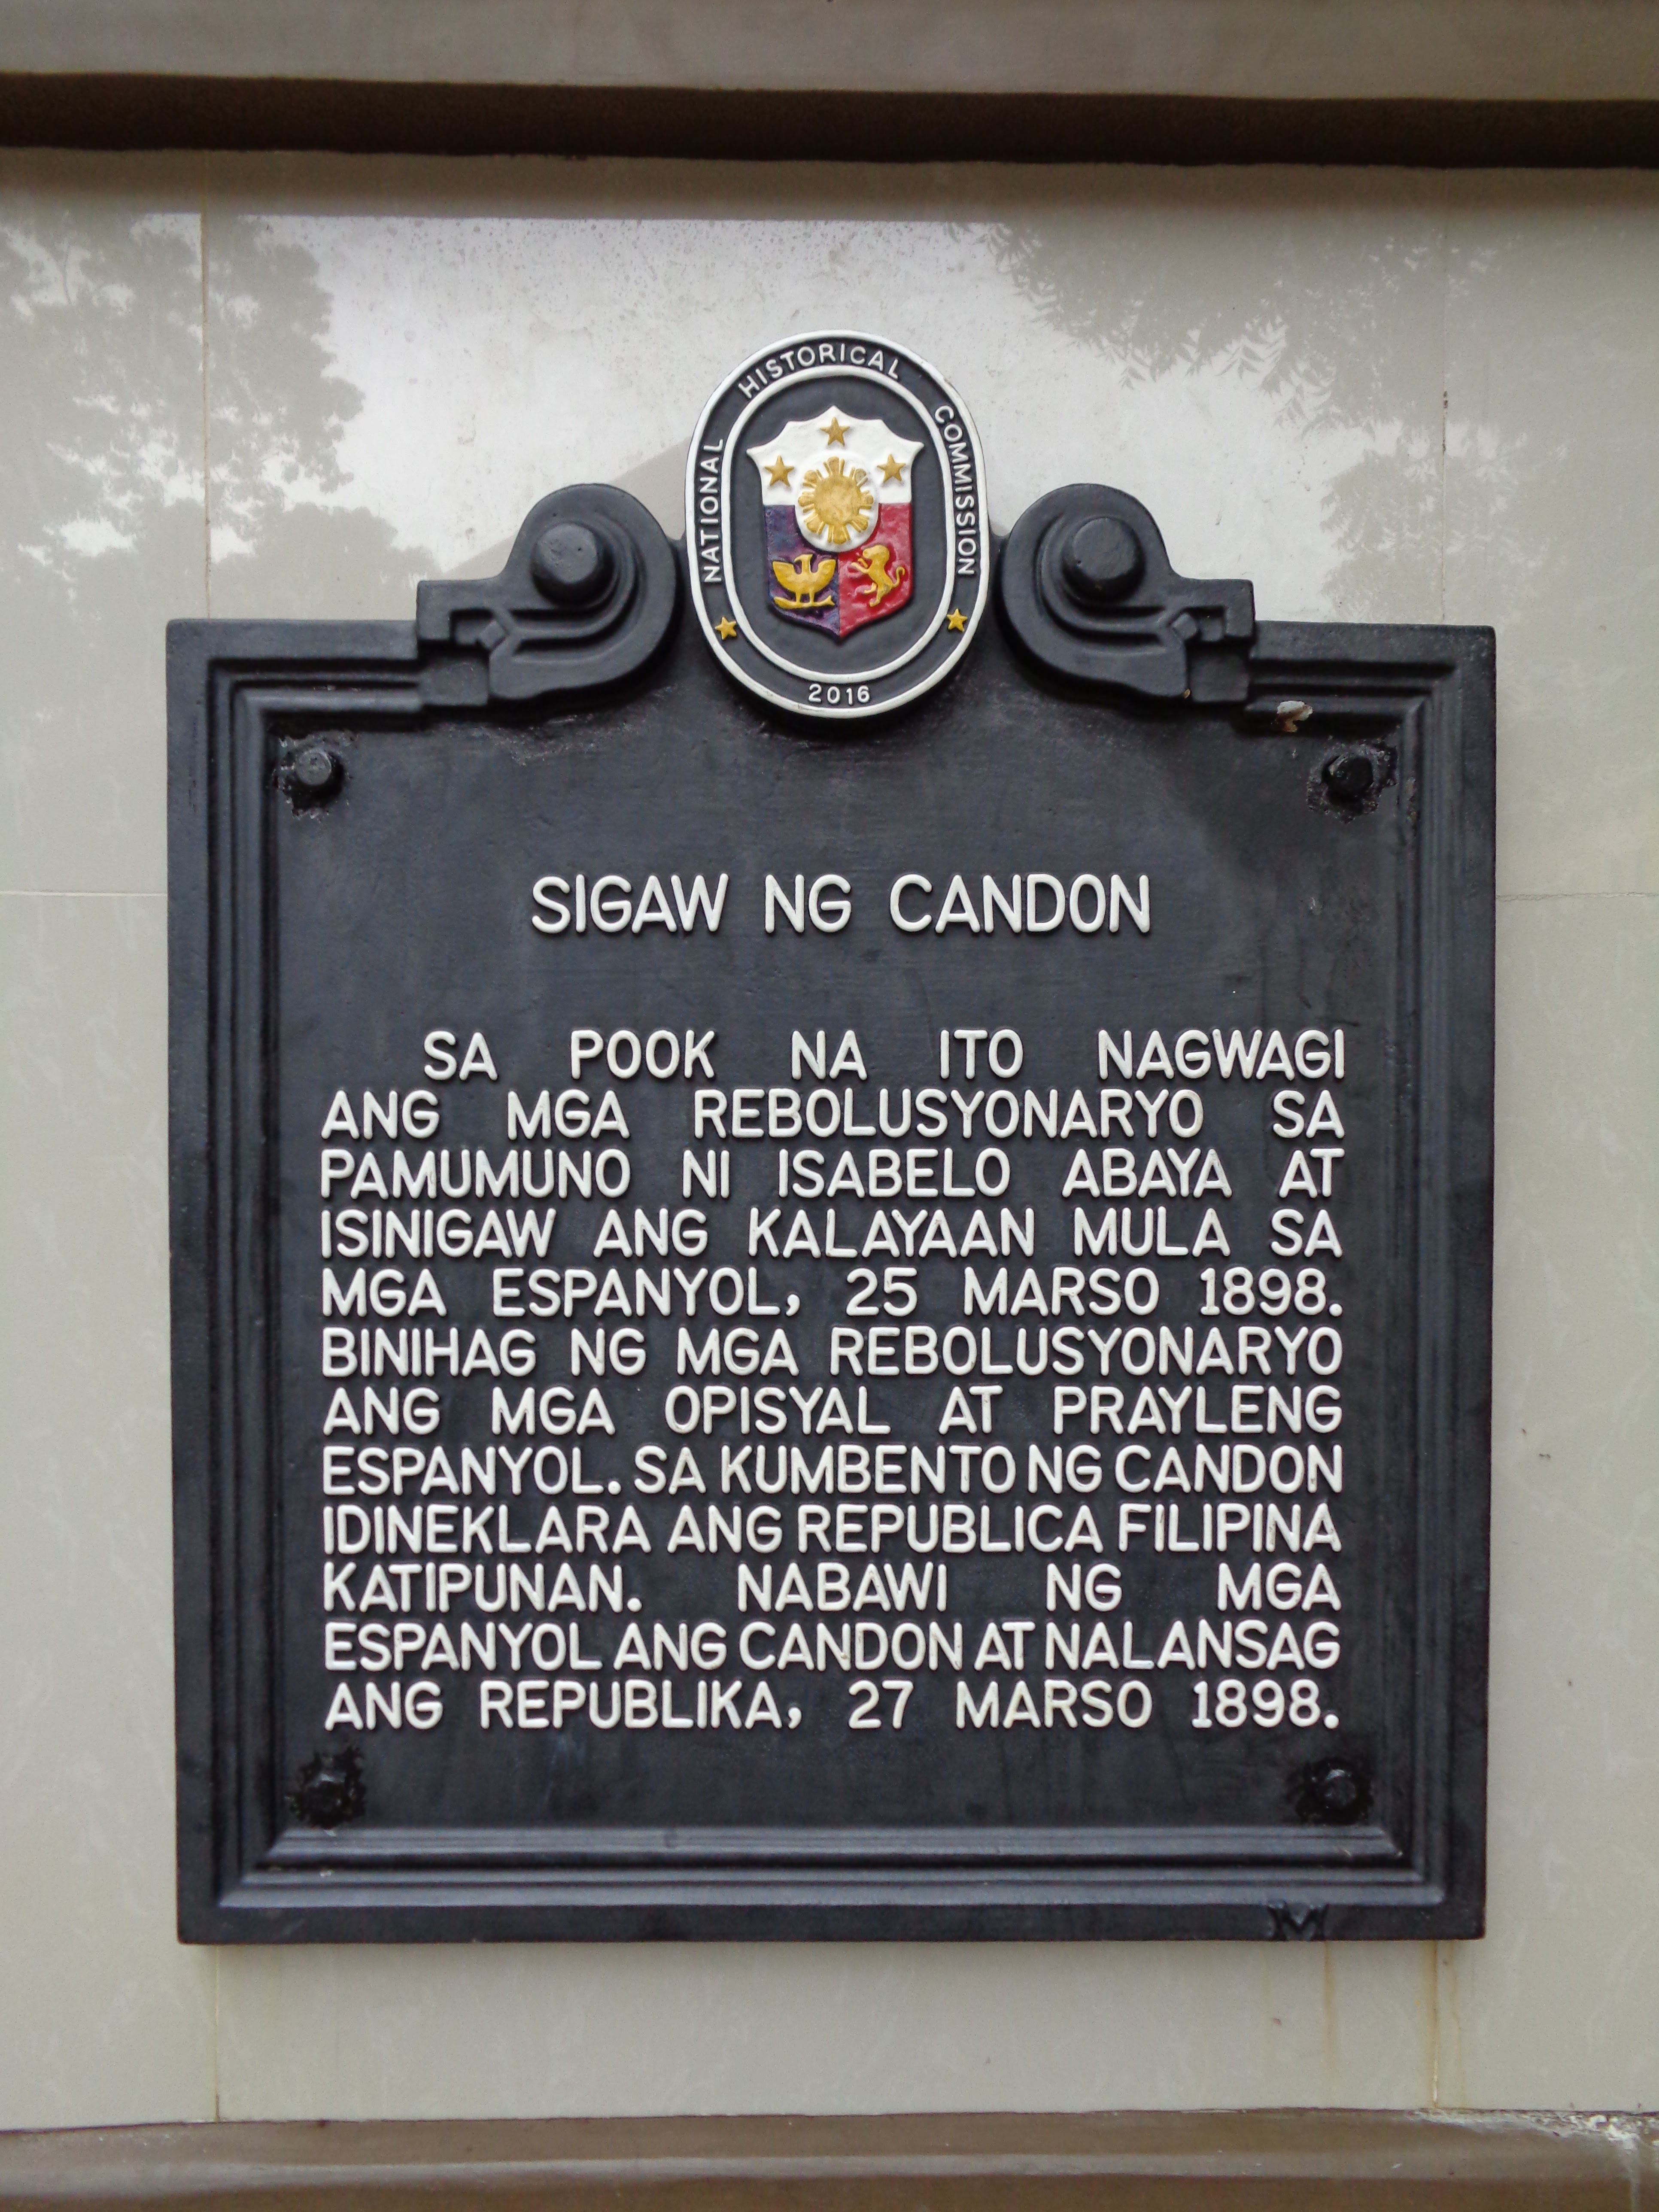 NATIONAL HISTORICAL COMMISSION
2016
SIGAW NG CANDON
SA POOK NA ITO NAGWAGI
ANG MGA REBOLUSYONARYO SA
PAMUMUNO NI ISABELO ABAYA AT
ISINIGAW ANG KALAYAAN MULA SA
MGA ESPANYOL, 25 MARSO 1898.
BINIHAG NG MGA REBOLUSYONARYO
ANG MGA OPISYAL AT PRAYLENG
ESPANYOL. SA KUMBENTO NG CANDON
IDINEKLARA ANG REPUBLICA FILIPINA
KATIPUNAN. NABAWI NG MGA
ESPANYOL ANG CANDON AT NALANSAG
ANG REPUBLIKA, 27 MARSO 1898.
M